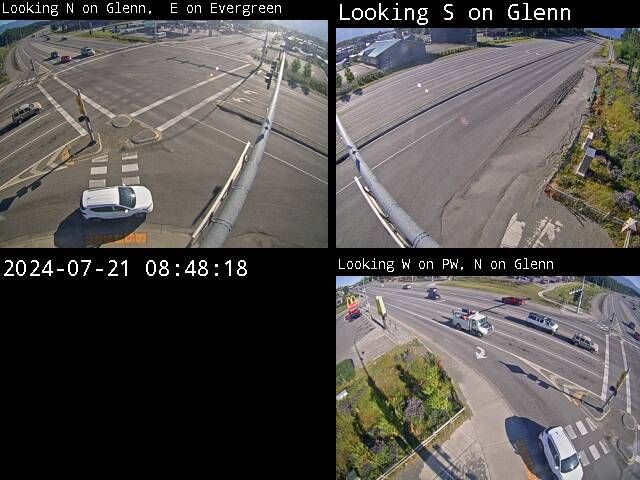 Looking N on Glenn,  E on Evergreen
Looking S on Glenn
2024-07-21 08:48:18
Looking W on PW, N on Glenn